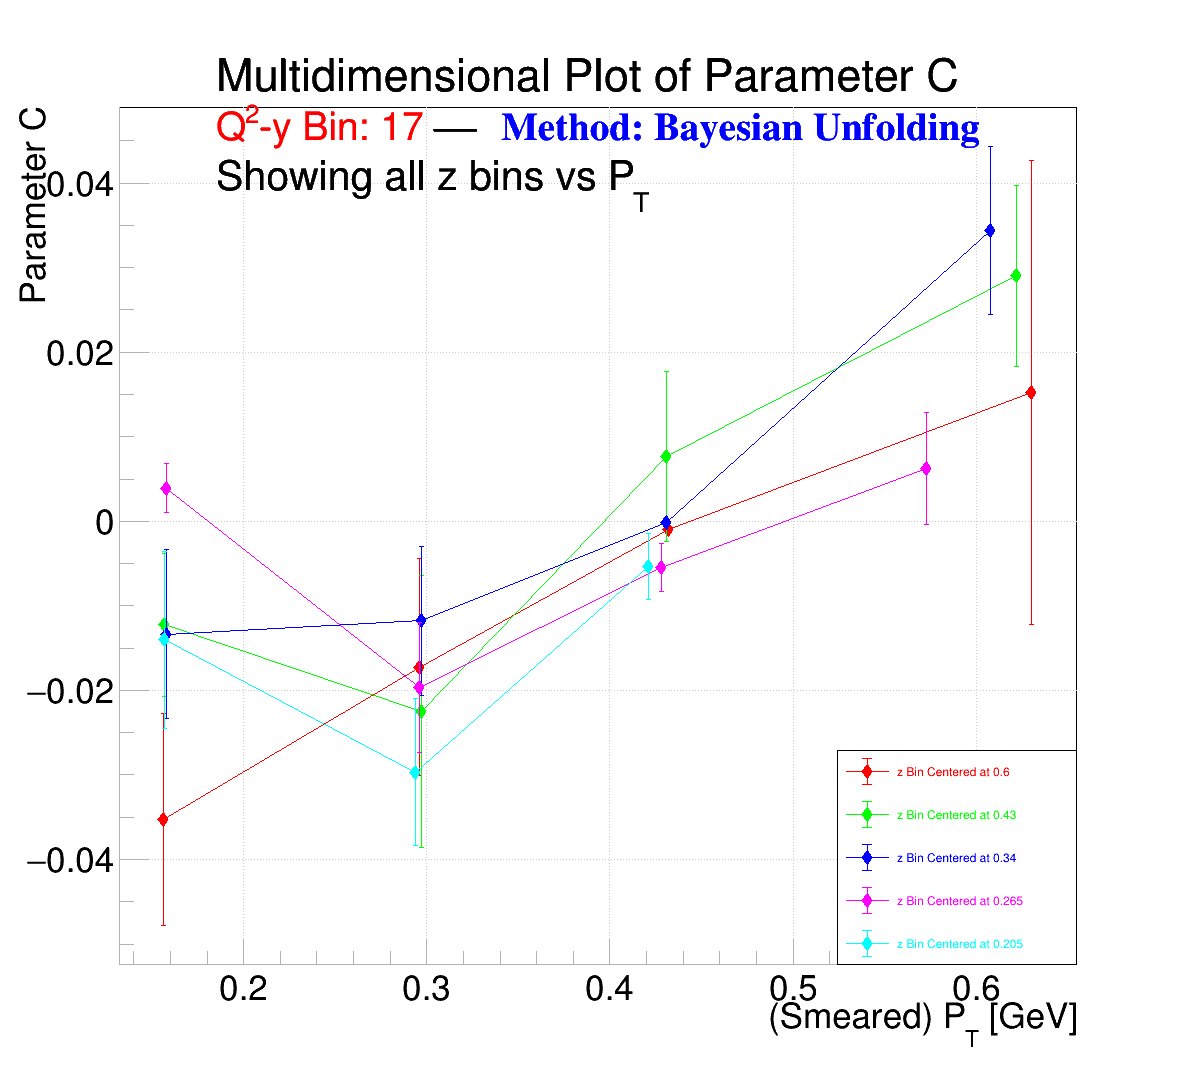 Multidimensional Plot of Parameter C
Q²-y Bin: 17 — Method: Bayesian Unfolding
Showing all z bins vs P_T
Parameter C
0.04
0.02
0
−0.02
−0.04
z Bin Centered at 0.6
z Bin Centered at 0.43
z Bin Centered at 0.34
z Bin Centered at 0.265
z Bin Centered at 0.205
0.2 0.3 0.4 0.5 0.6
(Smeared) P_T [GeV]